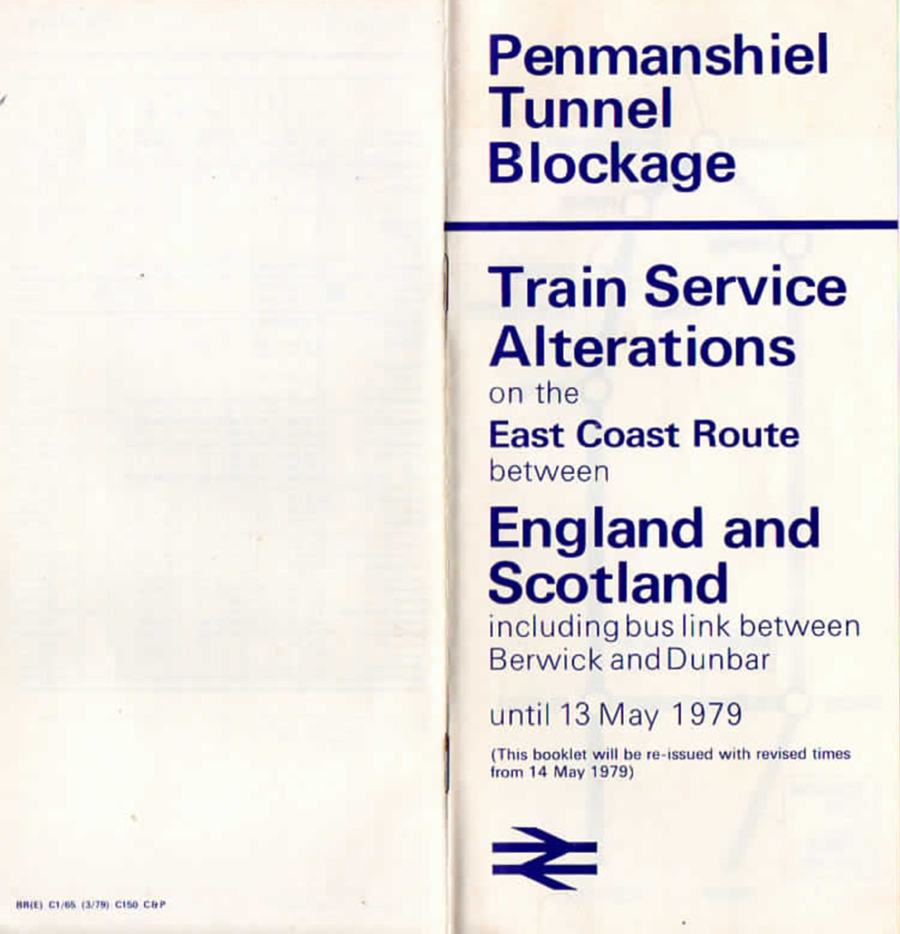 Penmanshiel
Tunnel
Blockage
Train Service
Alterations
on the
East Coast Route
between
England and
Scotland
including bus link between
Berwick and Dunbar
until 13 May 1979
(This booklet will be re-issued with revised times
from 14 May 1979)
BR(E) C1/65 (3/79) C150 C&P